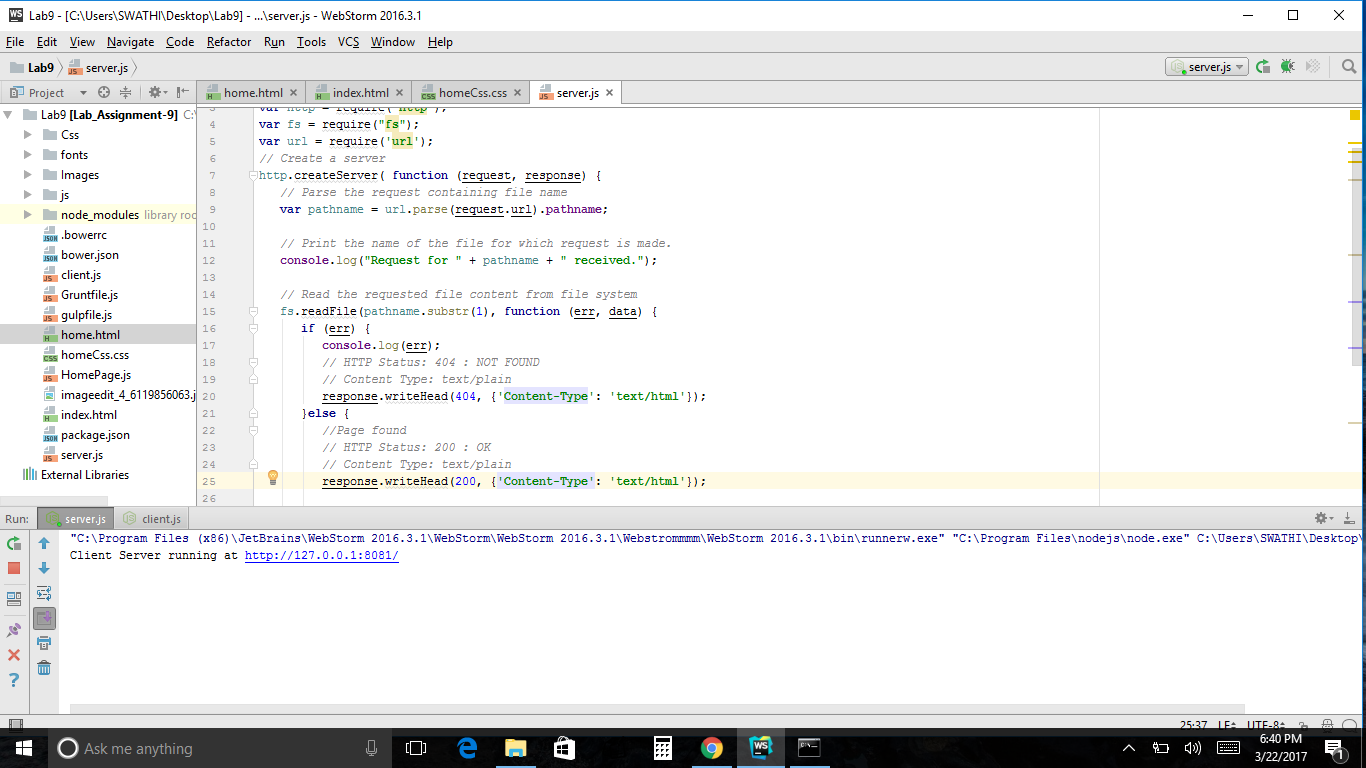 Lab9 - [C:\Users\SWATHI\Desktop\Lab9] - ...\server.js - WebStorm 2016.3.1
File Edit View Navigate Code Refactor Run Tools VCS Window Help
Lab9 server.js server.js
Project home.html index.html homeCss.css server.js
Lab9 [Lab_Assignment-9] C:\
Css
fonts
Images
js
node_modules library roo
.bowerrc
bower.json
client.js
Gruntfile.js
gulpfile.js
home.html
homeCss.css
HomePage.js
imageedit_4_6119856063.j
index.html
package.json
server.js
External Libraries
3 var http = require("http");
4 var fs = require("fs");
5 var url = require('url');
6 // Create a server
7 http.createServer( function (request, response) {
8 // Parse the request containing file name
9 var pathname = url.parse(request.url).pathname;
10
11 // Print the name of the file for which request is made.
12 console.log("Request for " + pathname + " received.");
13
14 // Read the requested file content from file system
15 fs.readFile(pathname.substr(1), function (err, data) {
16 if (err) {
17 console.log(err);
18 // HTTP Status: 404 : NOT FOUND
19 // Content Type: text/plain
20 response.writeHead(404, {'Content-Type': 'text/html'});
21 }else {
22 //Page found
23 // HTTP Status: 200 : OK
24 // Content Type: text/plain
25 response.writeHead(200, {'Content-Type': 'text/html'});
26
Run: server.js client.js
"C:\Program Files (x86)\JetBrains\WebStorm 2016.3.1\WebStorm\WebStorm 2016.3.1\Webstrommmm\WebStorm 2016.3.1\bin\runnerw.exe" "C:\Program Files\nodejs\node.exe" C:\Users\SWATHI\Desktop\
Client Server running at http://127.0.0.1:8081/
25:37 LF UTF-8
Ask me anything
6:40 PM
3/22/2017
1